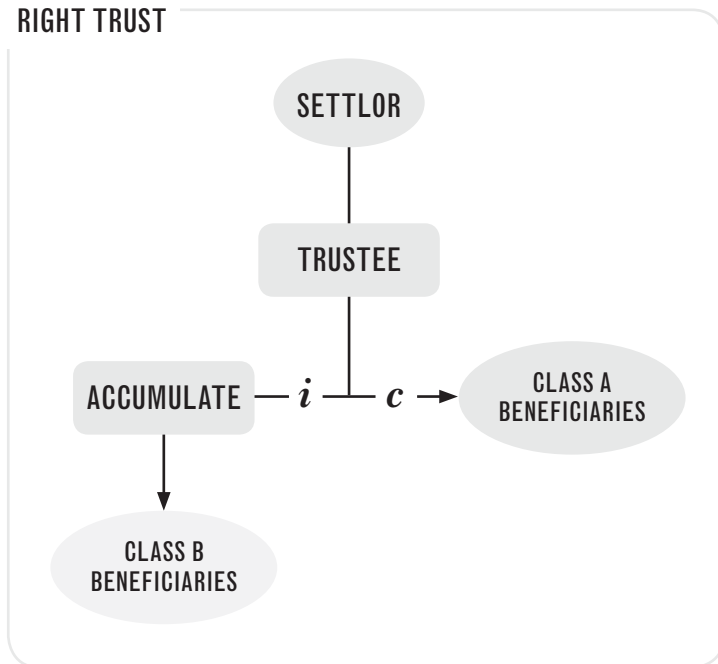 RIGHT TRUST
SETTLOR
TRUSTEE
ACCUMULATE
i
c
CLASS A
BENEFICIARIES
CLASS B
BENEFICIARIES